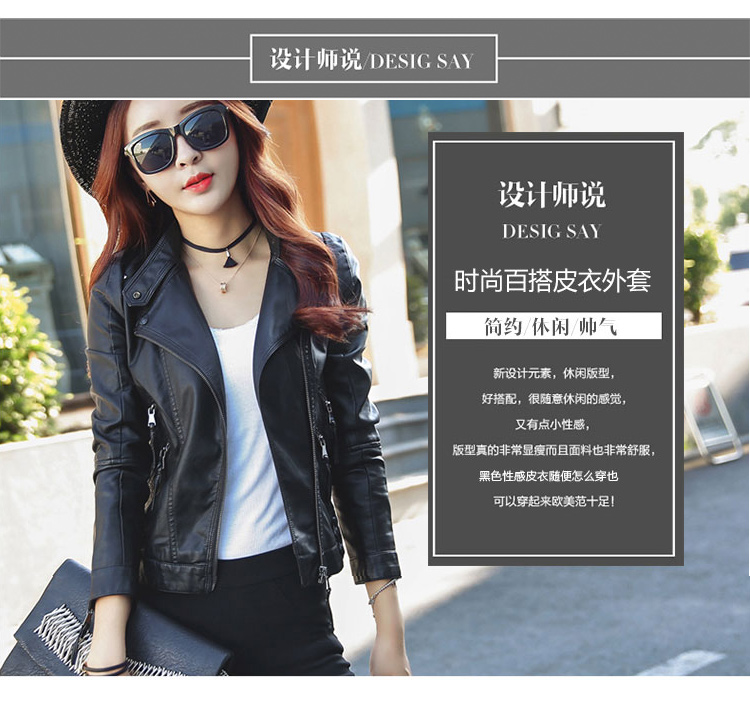 设计师说/DESIG SAY
设计师说
DESIG SAY
时尚百搭皮衣外套
简约/休闲/帅气
新设计元素，休闲版型，
好搭配，很随意休闲的感觉，
又有点小性感，
版型真的非常显瘦而且面料也非常舒服，
黑色性感皮衣随便怎么穿也
可以穿起来欧美范十足！